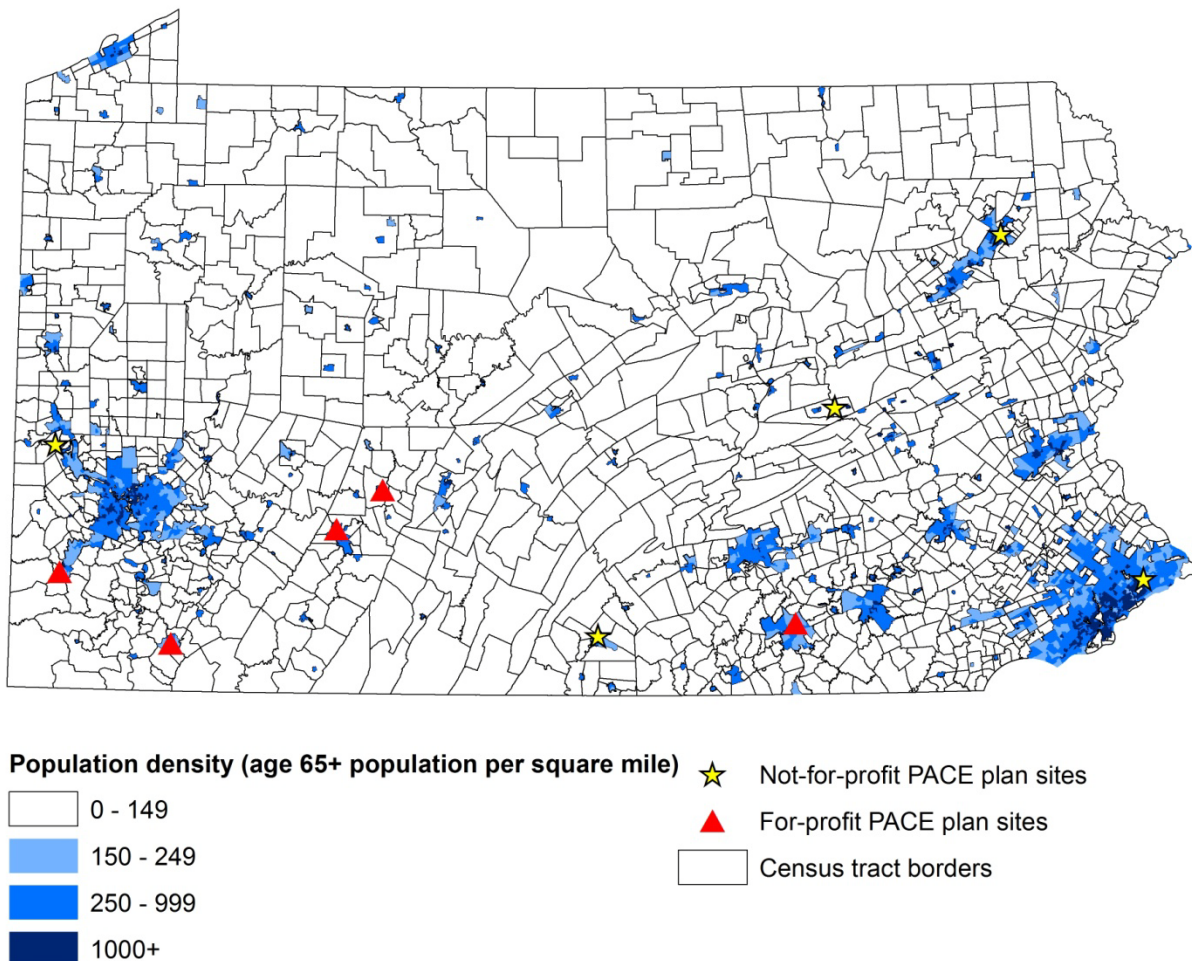 Population density (age 65+ population per square mile)
0 - 149
150 - 249
250 - 999
1000+
Not-for-profit PACE plan sites
For-profit PACE plan sites
Census tract borders